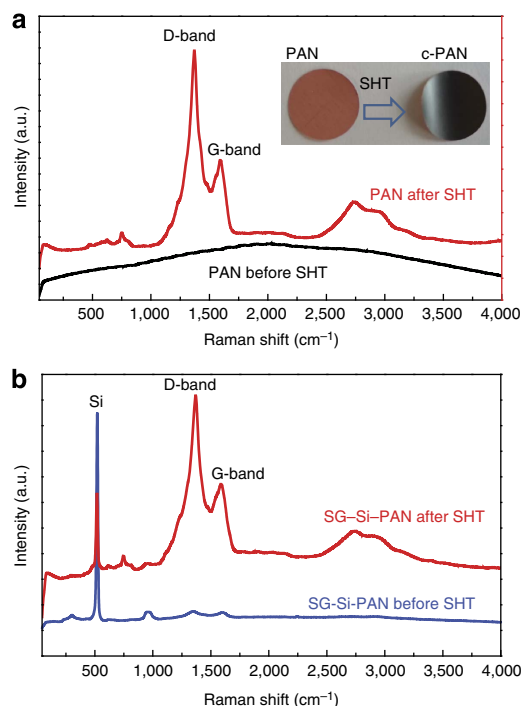 a
D-band
PAN
c-PAN
SHT
G-band
PAN after SHT
PAN before SHT
Intensity (a.u.)
500 1,000 1,500 2,000 2,500 3,000 3,500 4,000
Raman shift (cm⁻¹)
b
D-band
Si
G-band
SG–Si–PAN after SHT
SG-Si-PAN before SHT
Intensity (a.u.)
500 1,000 1,500 2,000 2,500 3,000 3,500 4,000
Raman shift (cm⁻¹)